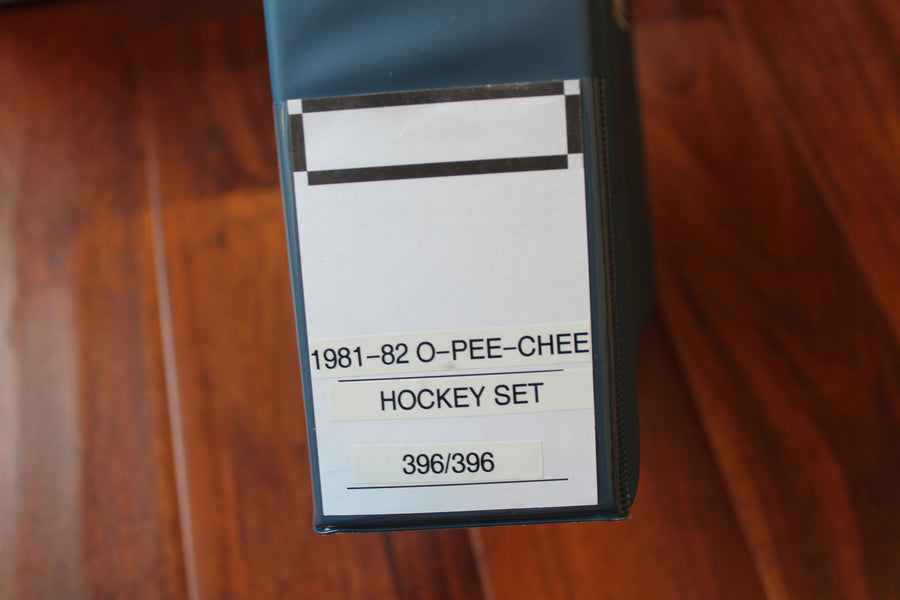 1981-82 O-PEE-CHEE
HOCKEY SET
396/396